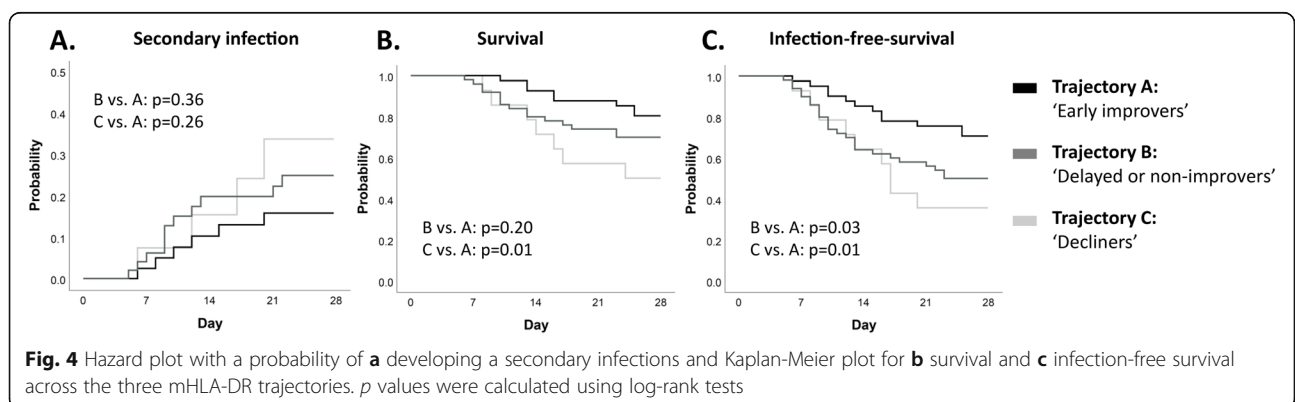 A. Secondary infection
0.5
0.4
0.3
0.2
0.1
0.0
Probability
B vs. A: p=0.36
C vs. A: p=0.26
0 7 14 21 28
Day
B. Survival
1.0
0.8
0.6
0.4
0.2
0.0
Probability
B vs. A: p=0.20
C vs. A: p=0.01
0 7 14 21 28
Day
C. Infection-free-survival
1.0
0.8
0.6
0.4
0.2
0.0
Probability
B vs. A: p=0.03
C vs. A: p=0.01
0 7 14 21 28
Day
Trajectory A:
'Early improvers'
Trajectory B:
'Delayed or non-improvers'
Trajectory C:
'Decliners'
Fig. 4 Hazard plot with a probability of a developing a secondary infections and Kaplan-Meier plot for b survival and c infection-free survival
across the three mHLA-DR trajectories. p values were calculated using log-rank tests